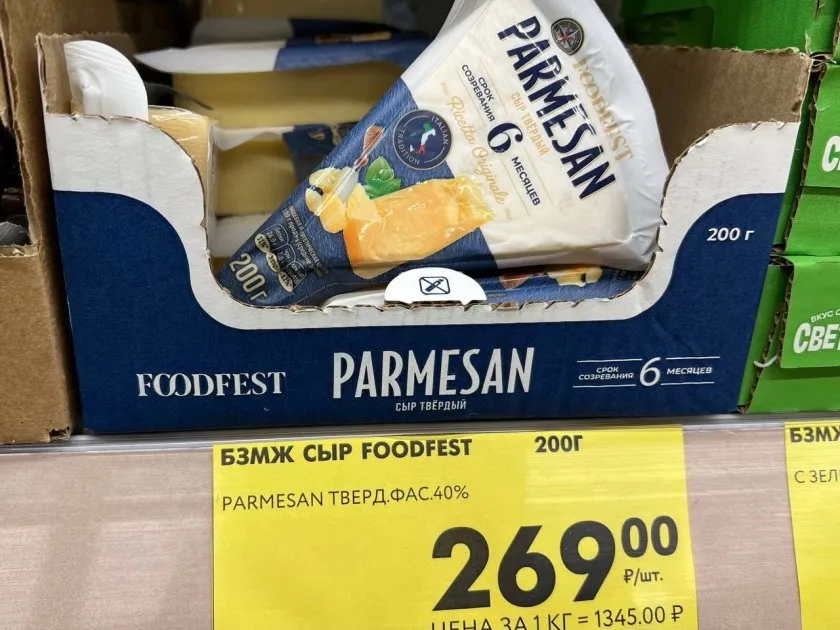 PARMESAN
FOODFEST
СЫР ТВЁРДЫЙ
СРОК
СОЗРЕВАНИЯ
6
МЕСЯЦЕВ
Ricetta Originale
ITALIAN
TRADITION
200 г
200 г
FOODFEST
PARMESAN
СЫР ТВЁРДЫЙ
СРОК
СОЗРЕВАНИЯ 6 МЕСЯЦЕВ
ВКУС
СВЕ
БЗМЖ СЫР FOODFEST 200Г
PARMESAN ТВЕРД.ФАС.40%
269 00
₽/шт.
ЦЕНА ЗА 1 КГ = 1345.00 ₽
БЗМЖ
С ЗЕЛ